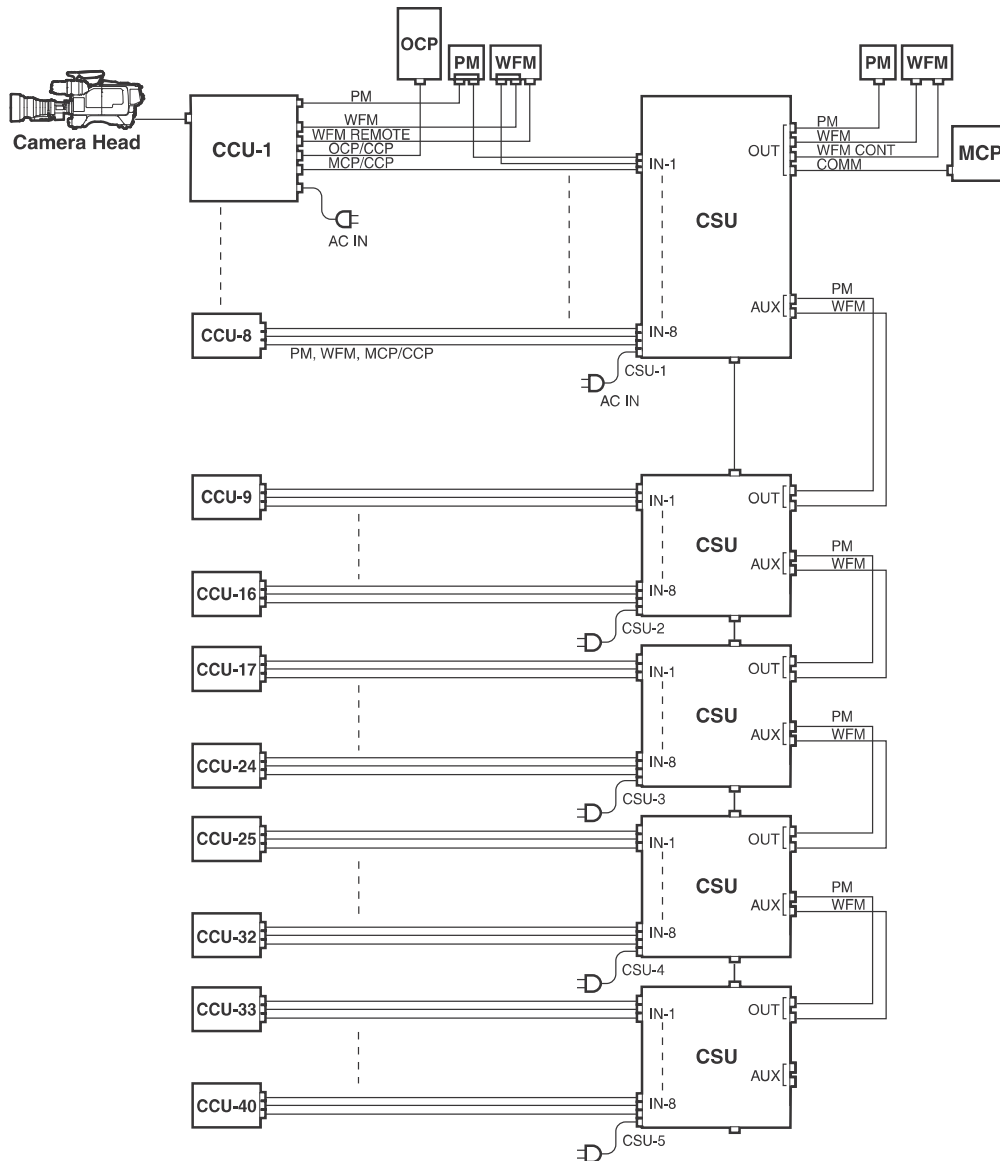 OCP
PM
WFM
PM
WFM
Camera Head
CCU-1
PM
WFM
WFM REMOTE
OCP/CCP
MCP/CCP
AC IN
IN-1
CSU
OUT
PM
WFM
WFM CONT
COMM
MCP
AUX
PM
WFM
CCU-8
PM, WFM, MCP/CCP
IN-8
CSU-1
AC IN
CCU-9
IN-1
OUT
CSU
AUX
PM
WFM
CCU-16
IN-8
CSU-2
CCU-17
IN-1
OUT
CSU
AUX
PM
WFM
CCU-24
IN-8
CSU-3
CCU-25
IN-1
OUT
CSU
AUX
PM
WFM
CCU-32
IN-8
CSU-4
CCU-33
IN-1
OUT
CSU
AUX
CCU-40
IN-8
CSU-5